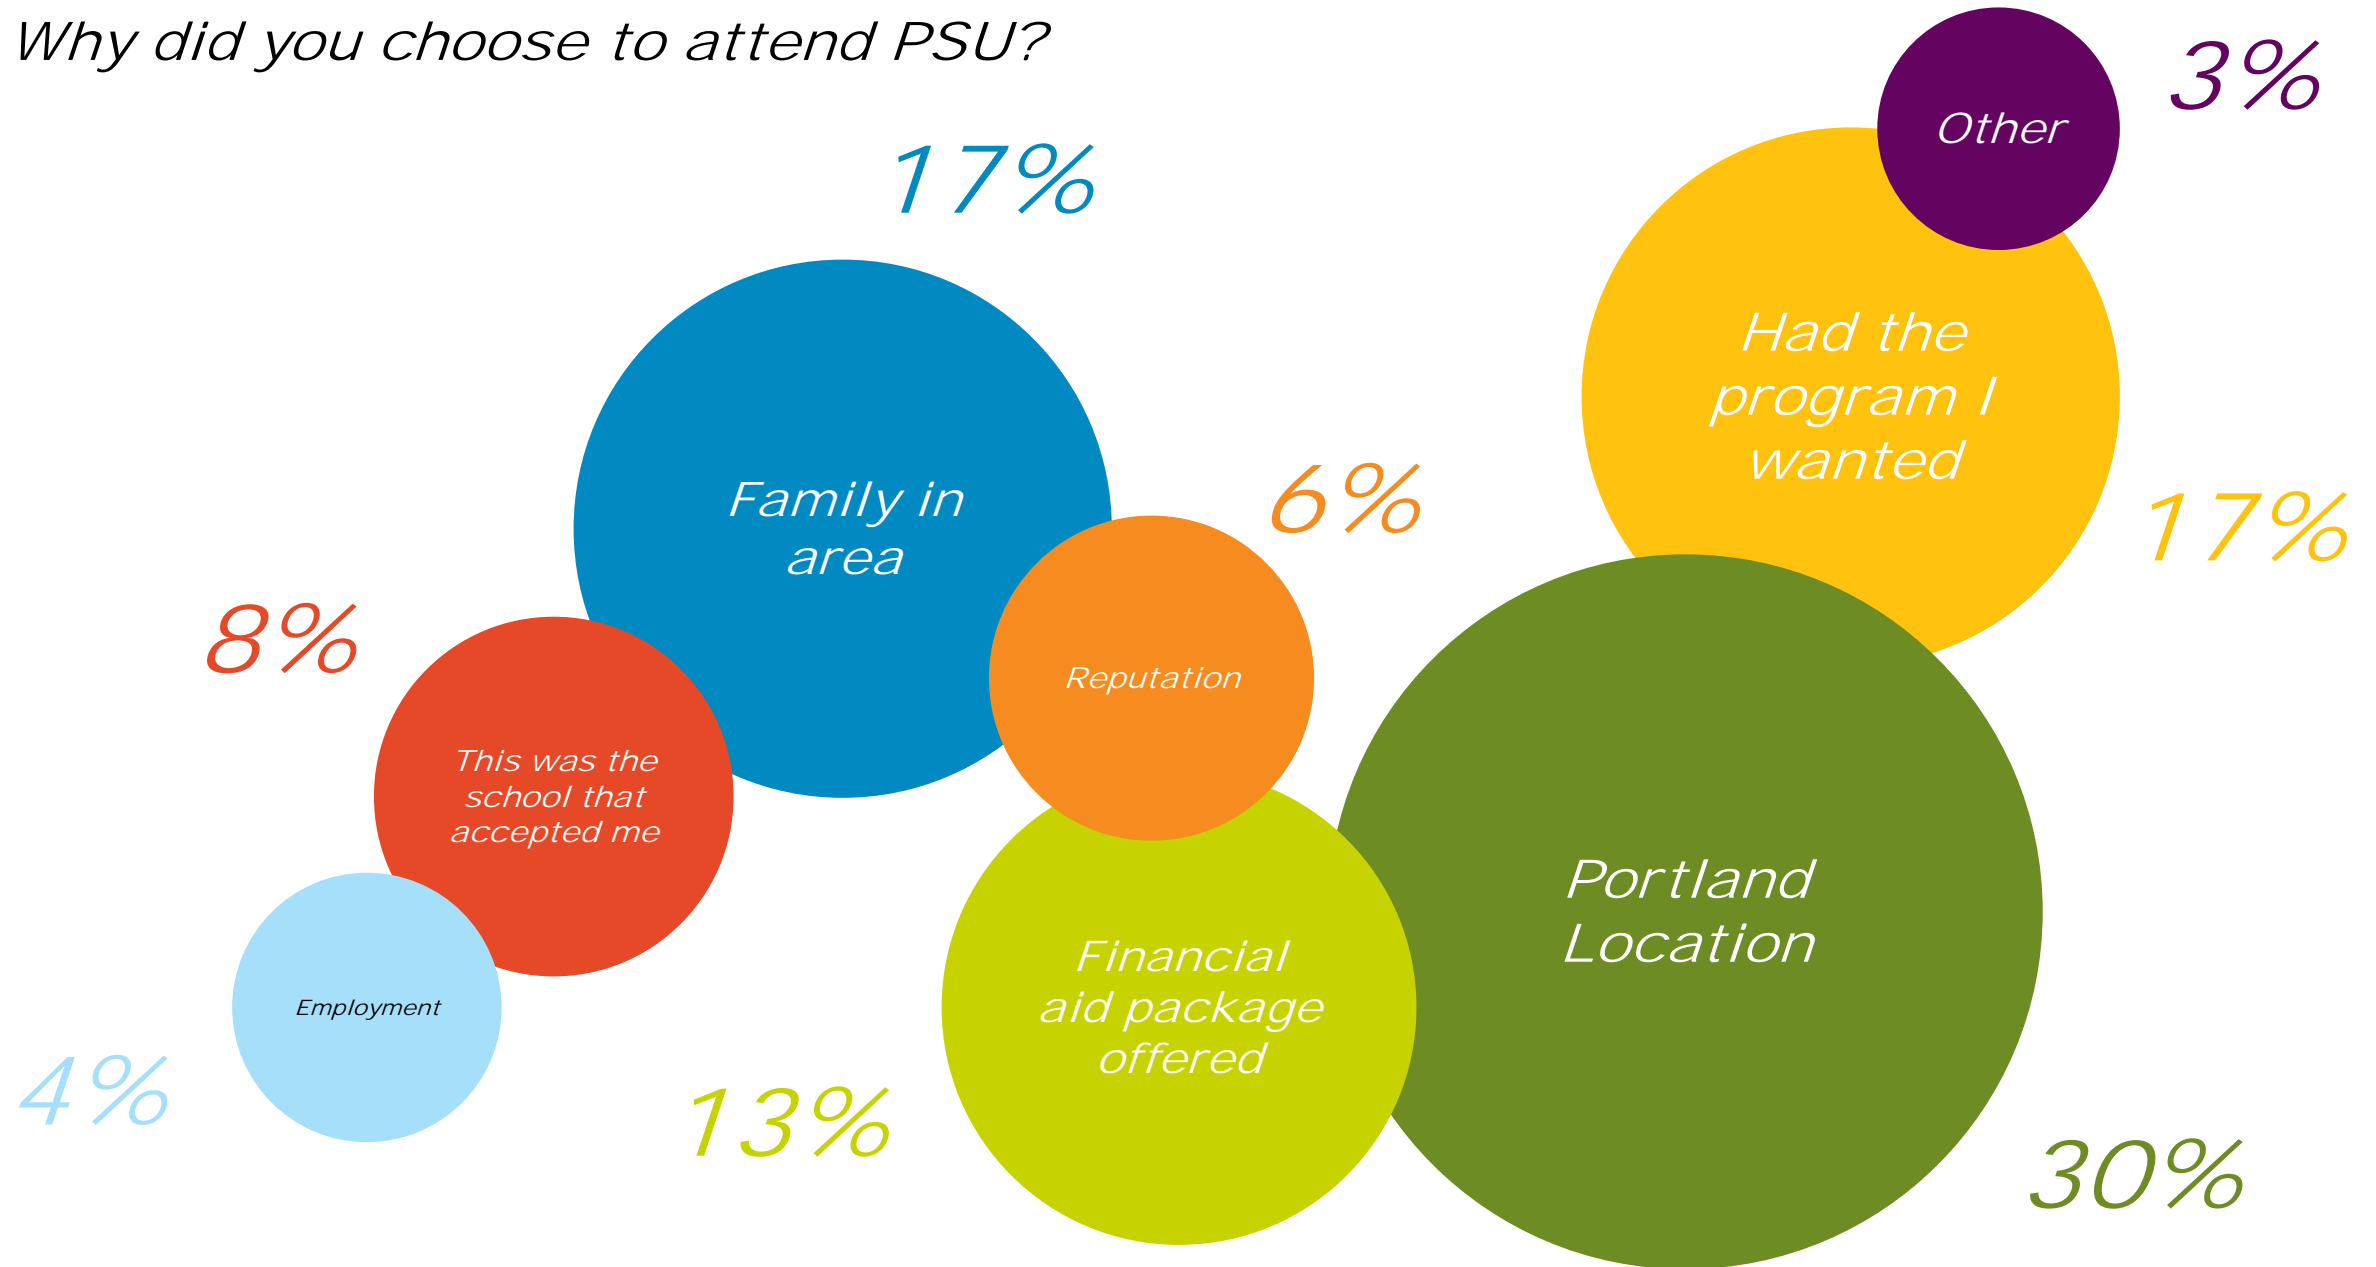 Why did you choose to attend PSU?
3%
Other
17%
Had the
program I
wanted
17%
Family in
area
6%
Reputation
8%
This was the
school that
accepted me
Portland
Location
30%
Financial
aid package
offered
13%
Employment
4%